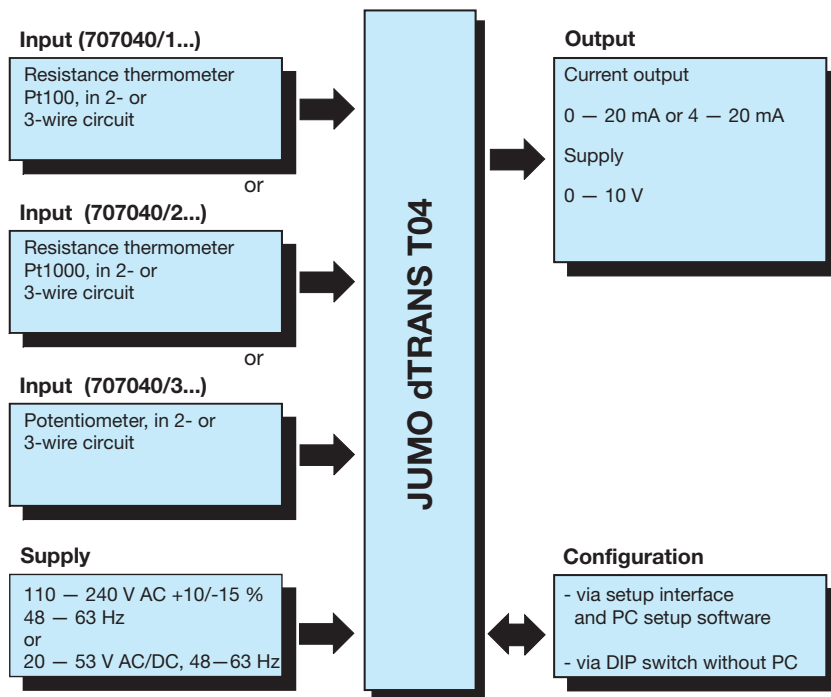 Input (707040/1...)
Resistance thermometer
Pt100, in 2- or
3-wire circuit
or
Input (707040/2...)
Resistance thermometer
Pt1000, in 2- or
3-wire circuit
or
Input (707040/3...)
Potentiometer, in 2- or
3-wire circuit
Supply
110 — 240 V AC +10/-15 %
48 — 63 Hz
or
20 — 53 V AC/DC, 48—63 Hz
JUMO dTRANS T04
Output
Current output
0 — 20 mA or 4 — 20 mA
Supply
0 — 10 V
Configuration
- via setup interface
and PC setup software
- via DIP switch without PC